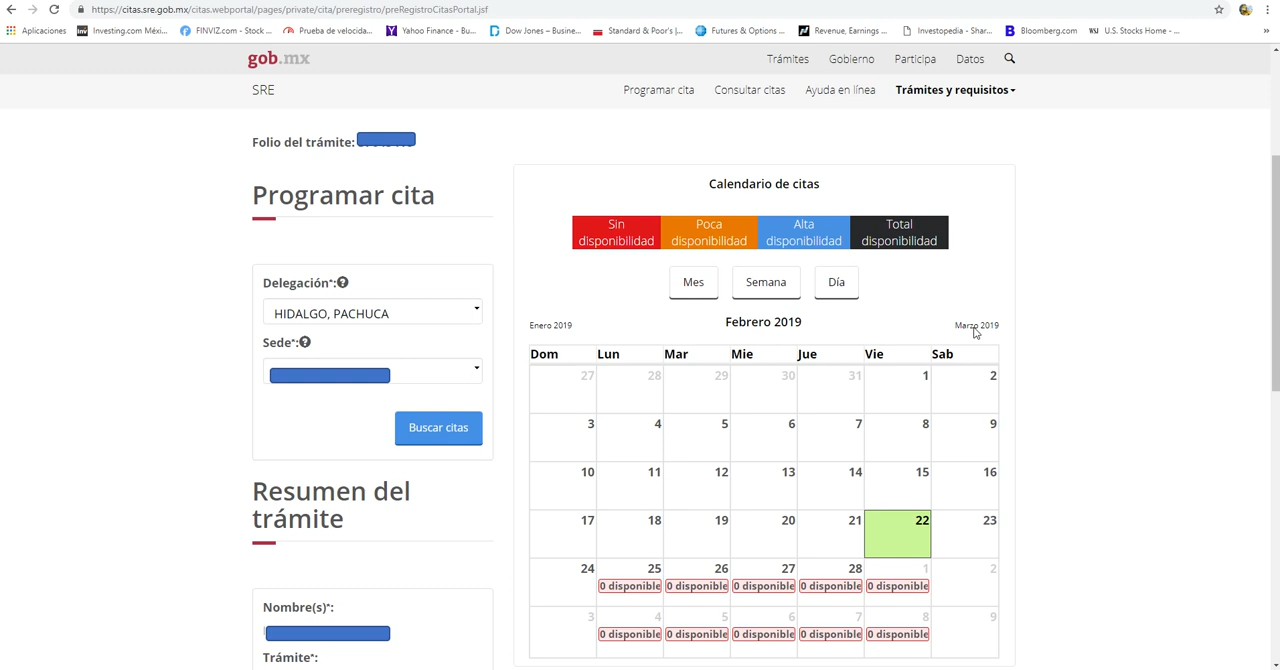 https://citas.sre.gob.mx/citas.webportal/pages/private/cita/preregistro/preRegistroCitasPortal.jsf
Aplicaciones Investing.com Méxi... FINVIZ.com - Stock ... Prueba de velocida... Yahoo Finance - Bu... Dow Jones – Busine... Standard & Poor's |... Futures & Options ... Revenue, Earnings ... Investopedia - Shar... Bloomberg.com U.S. Stocks Home - ... »
gob.mx Trámites Gobierno Participa Datos
SRE Programar cita Consultar citas Ayuda en línea Trámites y requisitos
Folio del trámite:
Programar cita
Delegación*:
HIDALGO, PACHUCA
Sede*:
Buscar citas
Resumen del
trámite
Nombre(s)*:
Trámite*:
Calendario de citas
Sin disponibilidad
Poca disponibilidad
Alta disponibilidad
Total disponibilidad
Mes Semana Día
Enero 2019 Febrero 2019 Marzo 2019
Dom Lun Mar Mie Jue Vie Sab
27 28 29 30 31 1 2
3 4 5 6 7 8 9
10 11 12 13 14 15 16
17 18 19 20 21 22 23
24 25 26 27 28 1 2
0 disponible 0 disponible 0 disponible 0 disponible 0 disponible
3 4 5 6 7 8 9
0 disponible 0 disponible 0 disponible 0 disponible 0 disponible